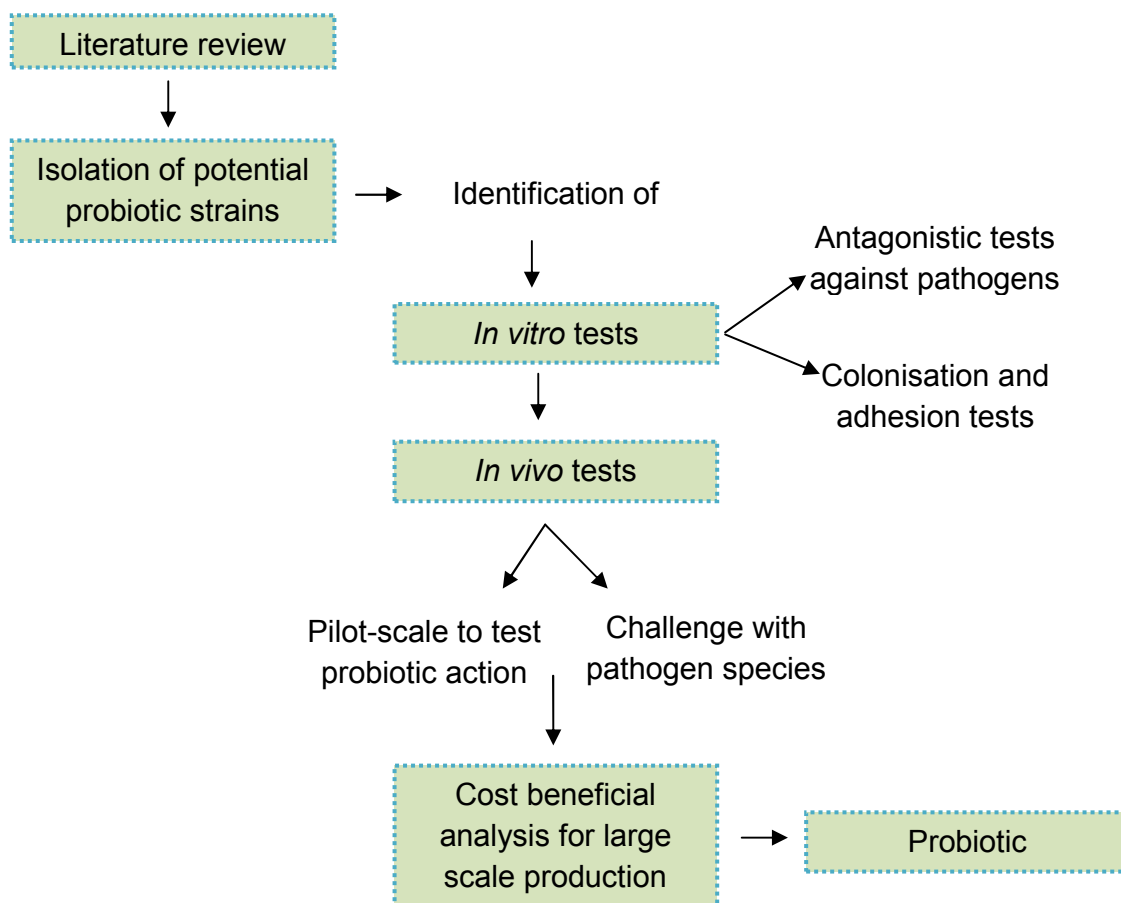 Literature review
Isolation of potential
probiotic strains
Identification of
Antagonistic tests
against pathogens
In vitro tests
Colonisation and
adhesion tests
In vivo tests
Pilot-scale to test
probiotic action
Challenge with
pathogen species
Cost beneficial
analysis for large
scale production
Probiotic